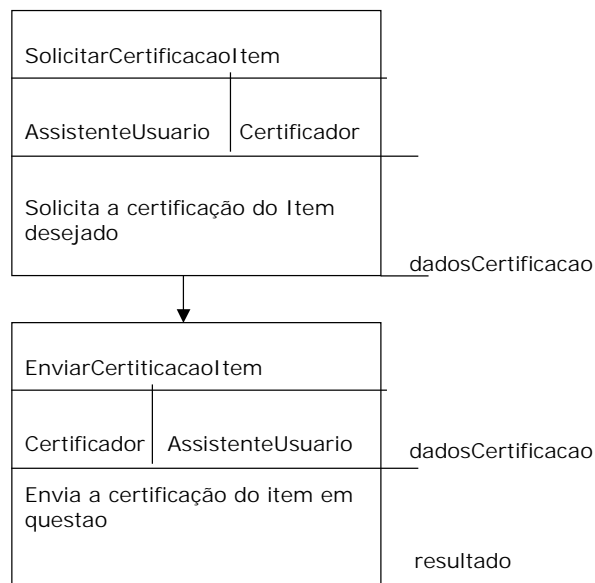 SolicitarCertificacaoItem
AssistenteUsuario Certificador
Solicita a certificação do Item
desejado
dadosCertificacao
EnviarCertiticacaoItem
Certificador AssistenteUsuario
dadosCertificacao
Envia a certificação do item em
questao
resultado